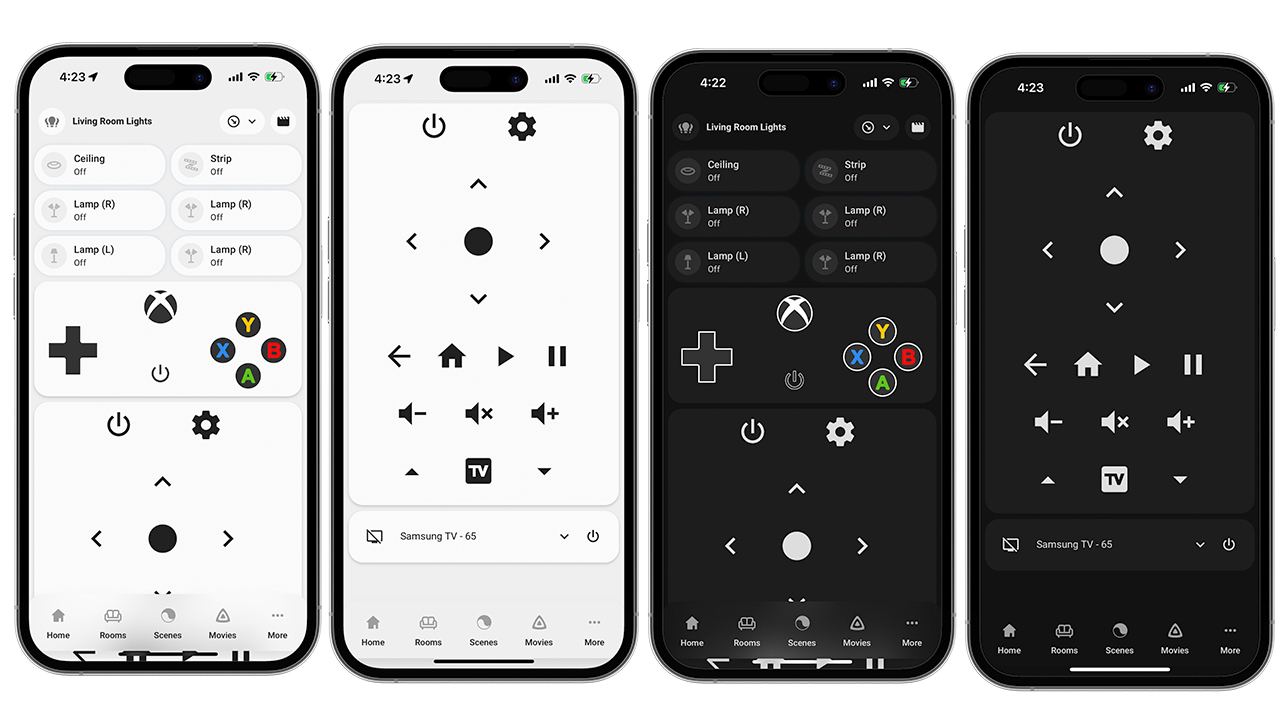 4:23
Living Room Lights
Ceiling
Off
Strip
Off
Lamp (R)
Off
Lamp (R)
Off
Lamp (L)
Off
Lamp (R)
Off
Y
X B
A
Home Rooms Scenes Movies More
4:23
TV
Samsung TV - 65
Home Rooms Scenes Movies More
4:22
Living Room Lights
Ceiling
Off
Strip
Off
Lamp (R)
Off
Lamp (R)
Off
Lamp (L)
Off
Lamp (R)
Off
Y
X B
A
Home Rooms Scenes Movies More
4:23
TV
Samsung TV - 65
Home Rooms Scenes Movies More